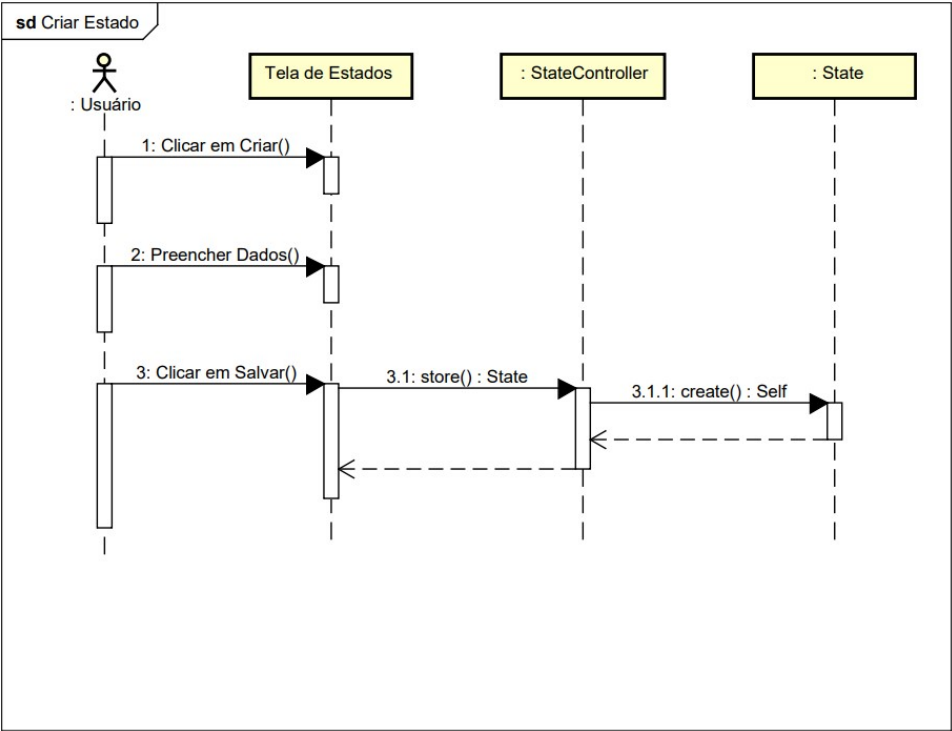 sd Criar Estado
: Usuário
Tela de Estados
: StateController
: State
1: Clicar em Criar()
2: Preencher Dados()
3: Clicar em Salvar()
3.1: store() : State
3.1.1: create() : Self